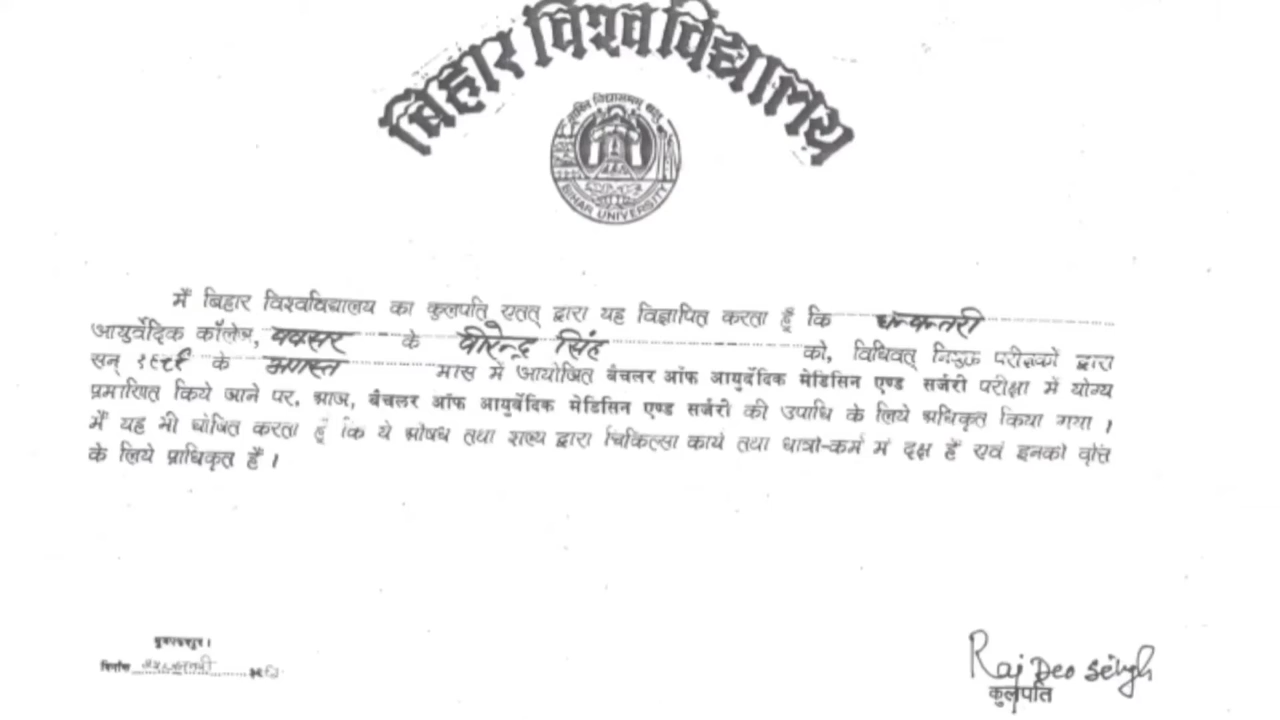 बिहार विश्वविद्यालय
BIHAR UNIVERSITY
मैं बिहार विश्वविद्यालय का कुलपति एतत् द्वारा यह विज्ञापित करता हूँ कि धन्वन्तरी
आयुर्वेदिक कॉलेज, बक्सर के वीरेन्द्र सिंह को, विधिवत् नियुक्त परीक्षकों द्वारा
सन् के अगस्त मास में आयोजित बैचलर ऑफ आयुर्वेदिक मेडिसिन एण्ड सर्जरी परीक्षा में योग्य
प्रमाणित किये जाने पर, आज, बैचलर ऑफ आयुर्वेदिक मेडिसिन एण्ड सर्जरी की उपाधि के लिये अधिकृत किया गया ।
मैं यह भी घोषित करता हूँ कि ये औषध तथा शल्य द्वारा चिकित्सा कार्य तथा धात्री-कर्म में दक्ष हैं एवं इनको वृत्ति
के लिये प्राधिकृत हैं ।
मुजफ्फरपुर ।
दिनांक
Raj Deo Singh
कुलपति